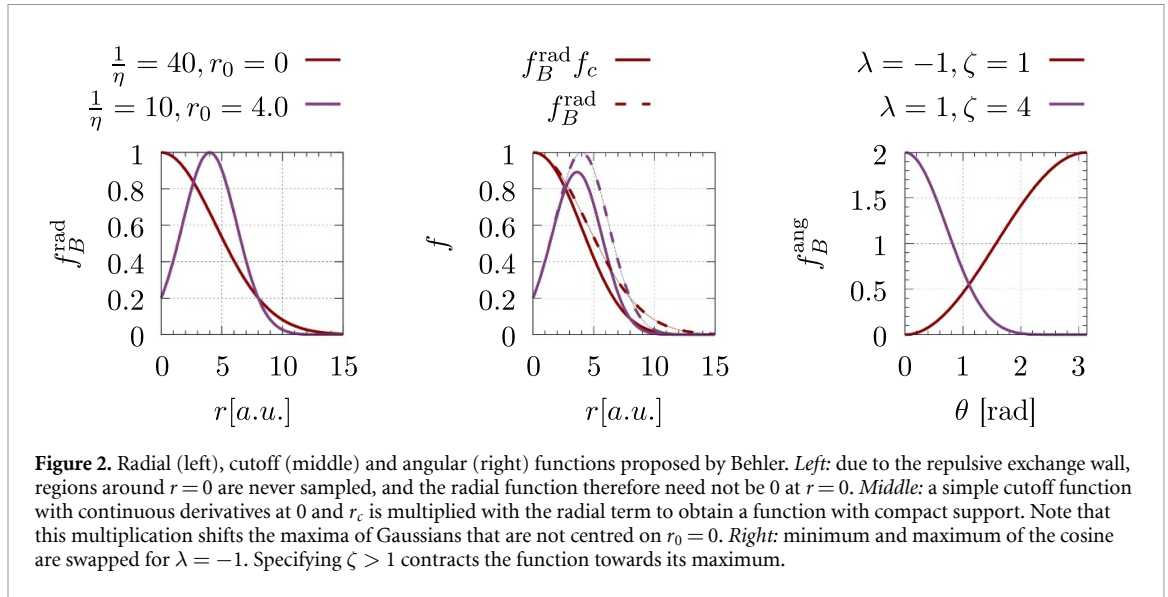 1/η = 40, r₀ = 0
1/η = 10, r₀ = 4.0
f_B^rad
1
0.8
0.6
0.4
0.2
0
0 5 10 15
r[a.u.]
f_B^rad f_c
f_B^rad
f
1
0.8
0.6
0.4
0.2
0
0 5 10 15
r[a.u.]
λ = −1, ζ = 1
λ = 1, ζ = 4
f_B^ang
2
1.5
1
0.5
0
0 1 2 3
θ [rad]
Figure 2. Radial (left), cutoff (middle) and angular (right) functions proposed by Behler. Left: due to the repulsive exchange wall,
regions around r = 0 are never sampled, and the radial function therefore need not be 0 at r = 0. Middle: a simple cutoff function
with continuous derivatives at 0 and r_c is multiplied with the radial term to obtain a function with compact support. Note that
this multiplication shifts the maxima of Gaussians that are not centred on r₀ = 0. Right: minimum and maximum of the cosine
are swapped for λ = −1. Specifying ζ > 1 contracts the function towards its maximum.